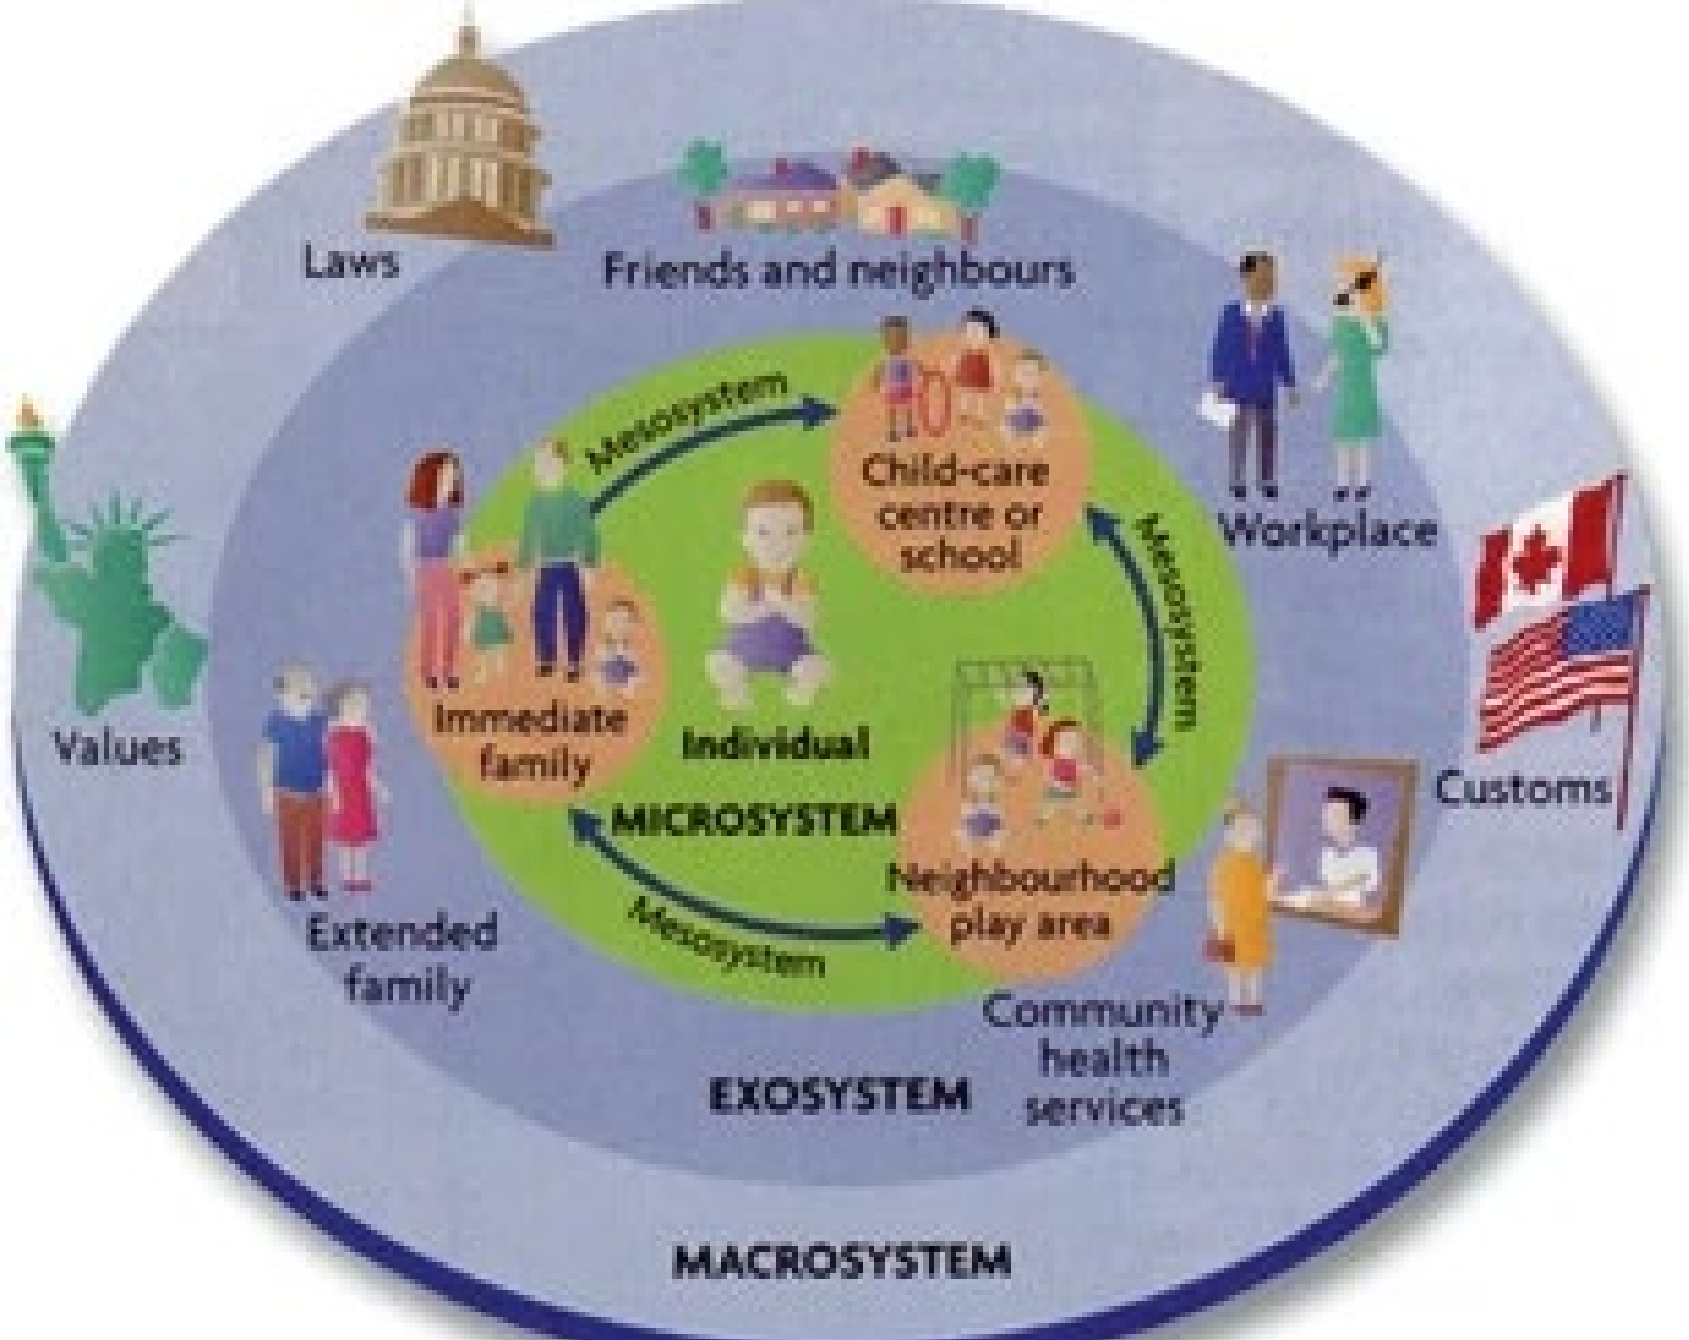 Laws
Friends and neighbours
Mesosystem
Child-care
centre or
school
Workplace
Mesosystem
Values
Immediate
family
Individual
MICROSYSTEM
Customs
Neighbourhood
play area
Mesosystem
Extended
family
Community
health
services
EXOSYSTEM
MACROSYSTEM